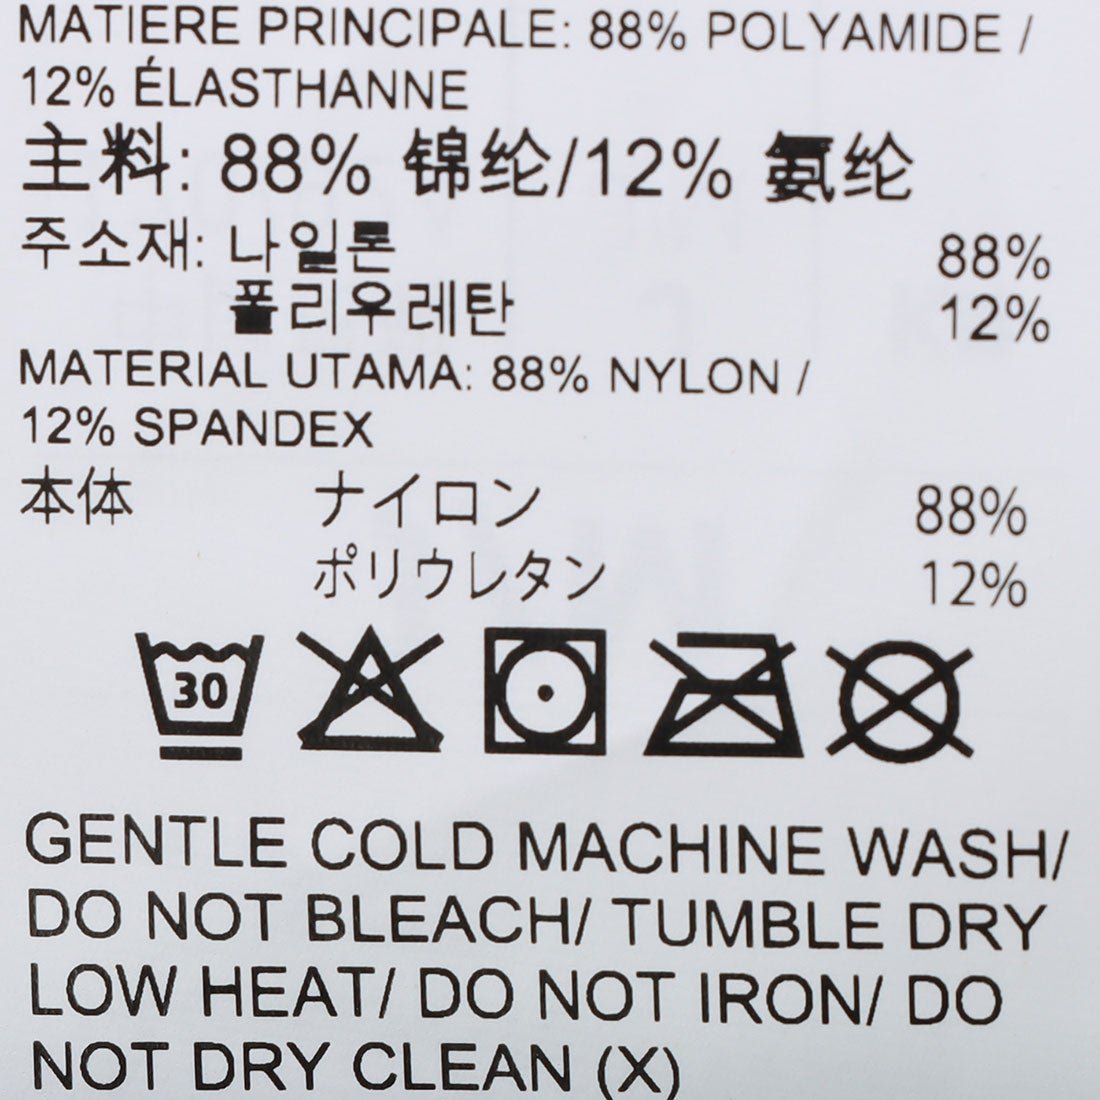 MATIERE PRINCIPALE: 88% POLYAMIDE /
12% ÉLASTHANNE
主料: 88% 锦纶/12% 氨纶
주소재: 나일론 88%
폴리우레탄 12%
MATERIAL UTAMA: 88% NYLON /
12% SPANDEX
本体 ナイロン 88%
ポリウレタン 12%
30
GENTLE COLD MACHINE WASH/
DO NOT BLEACH/ TUMBLE DRY
LOW HEAT/ DO NOT IRON/ DO
NOT DRY CLEAN (X)